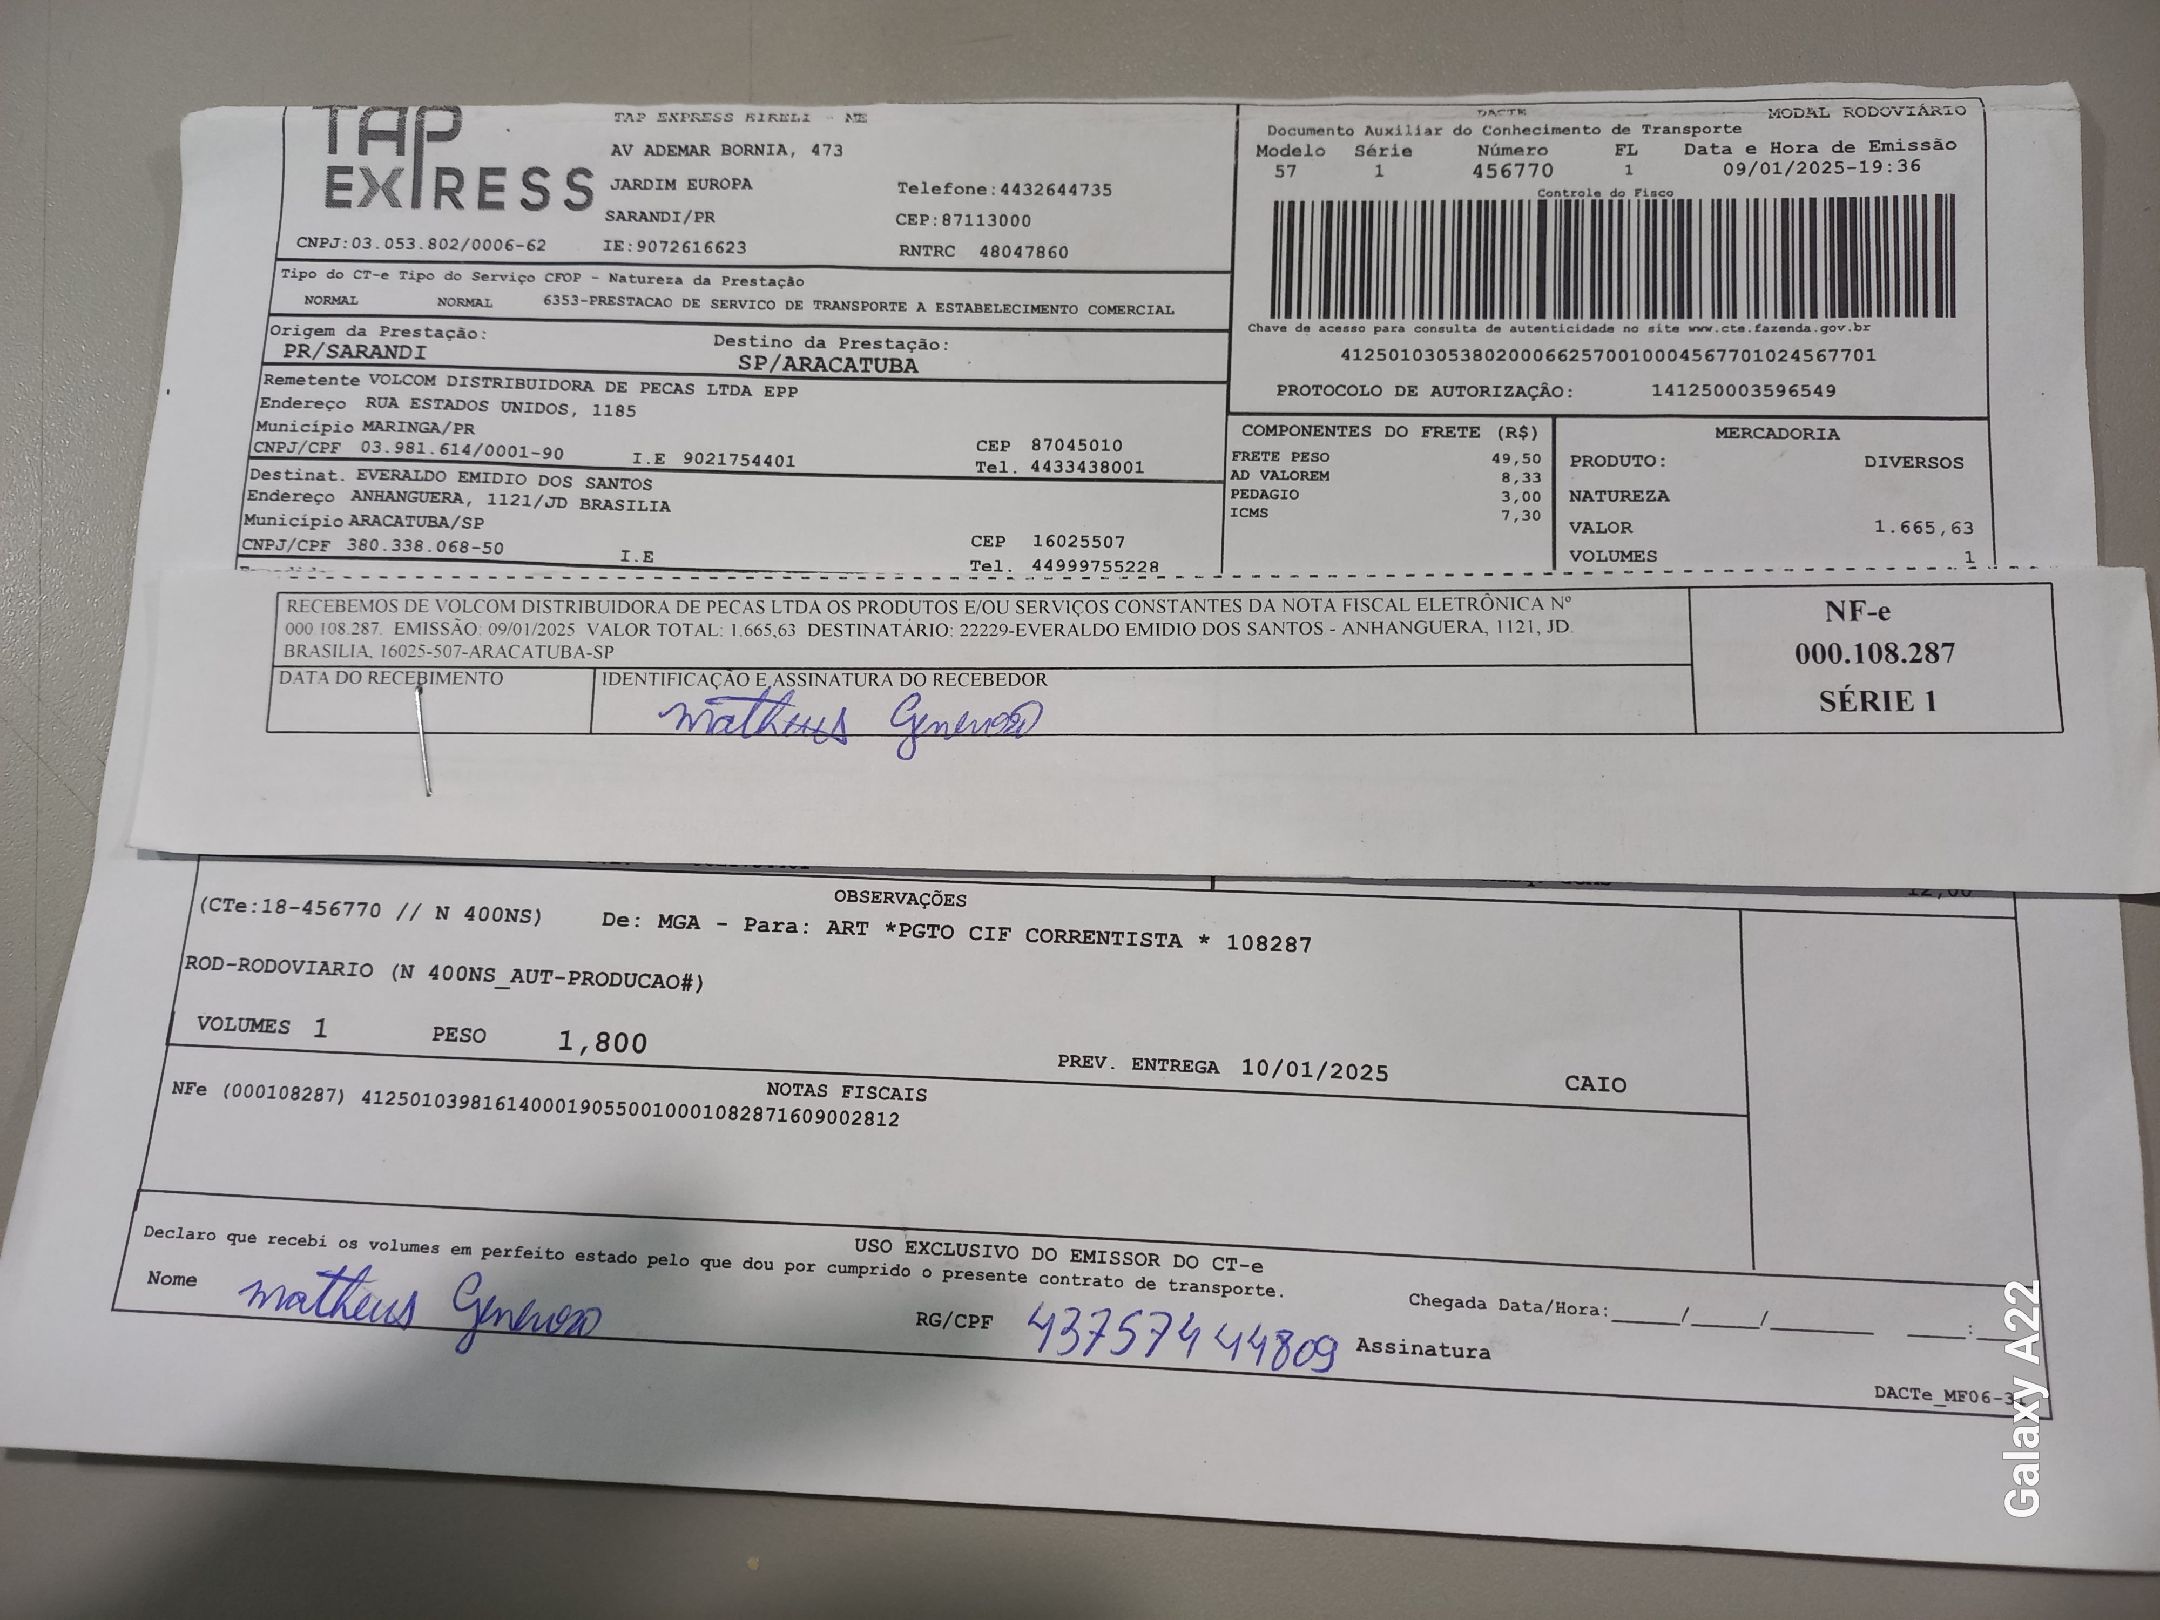 TAP
EXPRESS
TAP EXPRESS EIRELI - ME
AV ADEMAR BORNIA, 473
JARDIM EUROPA Telefone:4432644735
SARANDI/PR CEP:87113000
CNPJ:03.053.802/0006-62 IE:9072616623 RNTRC 48047860
DACTE MODAL RODOVIÁRIO
Documento Auxiliar do Conhecimento de Transporte
Modelo Série Número FL Data e Hora de Emissão
57 1 456770 1 09/01/2025-19:36
Controle do Fisco
Chave de acesso para consulta de autenticidade no site www.cte.fazenda.gov.br
41250103053802000662570010004567701024567701
PROTOCOLO DE AUTORIZAÇÃO: 141250003596549
Tipo do CT-e Tipo do Serviço CFOP - Natureza da Prestação
NORMAL NORMAL 6353-PRESTACAO DE SERVICO DE TRANSPORTE A ESTABELECIMENTO COMERCIAL
Origem da Prestação: Destino da Prestação:
PR/SARANDI SP/ARACATUBA
Remetente VOLCOM DISTRIBUIDORA DE PECAS LTDA EPP
Endereço RUA ESTADOS UNIDOS, 1185
Município MARINGA/PR CEP 87045010
CNPJ/CPF 03.981.614/0001-90 I.E 9021754401 Tel. 4433438001
Destinat. EVERALDO EMIDIO DOS SANTOS
Endereço ANHANGUERA, 1121/JD BRASILIA
Município ARACATUBA/SP CEP 16025507
CNPJ/CPF 380.338.068-50 I.E Tel. 44999755228
COMPONENTES DO FRETE (R$)
FRETE PESO 49,50
AD VALOREM 8,33
PEDAGIO 3,00
ICMS 7,30
MERCADORIA
PRODUTO: DIVERSOS
NATUREZA
VALOR 1.665,63
VOLUMES 1
RECEBEMOS DE VOLCOM DISTRIBUIDORA DE PECAS LTDA OS PRODUTOS E/OU SERVIÇOS CONSTANTES DA NOTA FISCAL ELETRÔNICA Nº
000.108.287. EMISSÃO: 09/01/2025 VALOR TOTAL: 1.665,63 DESTINATÁRIO: 22229-EVERALDO EMIDIO DOS SANTOS - ANHANGUERA, 1121, JD.
BRASILIA, 16025-507-ARACATUBA-SP
DATA DO RECEBIMENTO IDENTIFICAÇÃO E ASSINATURA DO RECEBEDOR
Matheus Generoso
NF-e
000.108.287
SÉRIE 1
12,00
OBSERVAÇÕES
(CTe:18-456770 // N 400NS) De: MGA - Para: ART *PGTO CIF CORRENTISTA * 108287
ROD-RODOVIARIO (N 400NS_AUT-PRODUCAO#)
VOLUMES 1 PESO 1,800 PREV. ENTREGA 10/01/2025 CAIO
NOTAS FISCAIS
NFe (000108287) 41250103981614000190550010001082871609002812
USO EXCLUSIVO DO EMISSOR DO CT-e
Declaro que recebi os volumes em perfeito estado pelo que dou por cumprido o presente contrato de transporte.
Nome Matheus Generoso RG/CPF 43757444809 Assinatura
Chegada Data/Hora:_____/_____/_______ ____:
DACTe_MF06-3
Galaxy A22